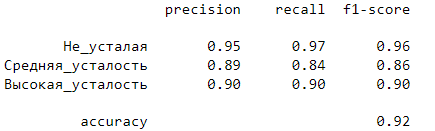 precision recall f1-score
Не_усталая 0.95 0.97 0.96
Средняя_усталость 0.89 0.84 0.86
Высокая_усталость 0.90 0.90 0.90
accuracy 0.92